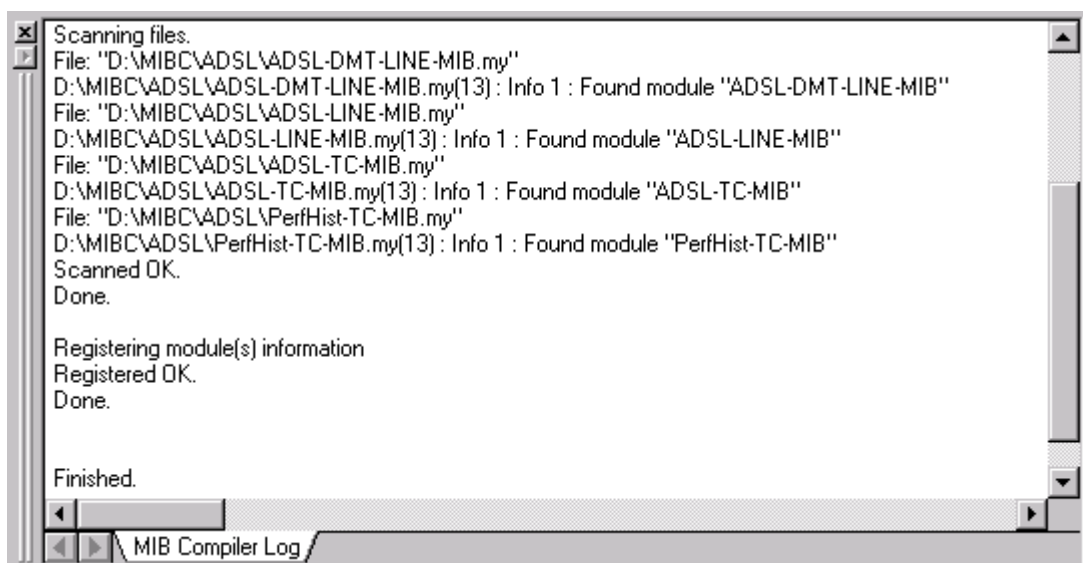 Scanning files.
File: "D:\MIBC\ADSL\ADSL-DMT-LINE-MIB.my"
D:\MIBC\ADSL\ADSL-DMT-LINE-MIB.my(13) : Info 1 : Found module "ADSL-DMT-LINE-MIB"
File: "D:\MIBC\ADSL\ADSL-LINE-MIB.my"
D:\MIBC\ADSL\ADSL-LINE-MIB.my(13) : Info 1 : Found module "ADSL-LINE-MIB"
File: "D:\MIBC\ADSL\ADSL-TC-MIB.my"
D:\MIBC\ADSL\ADSL-TC-MIB.my(13) : Info 1 : Found module "ADSL-TC-MIB"
File: "D:\MIBC\ADSL\PerfHist-TC-MIB.my"
D:\MIBC\ADSL\PerfHist-TC-MIB.my(13) : Info 1 : Found module "PerfHist-TC-MIB"
Scanned OK.
Done.
Registering module(s) information
Registered OK.
Done.
Finished.
MIB Compiler Log